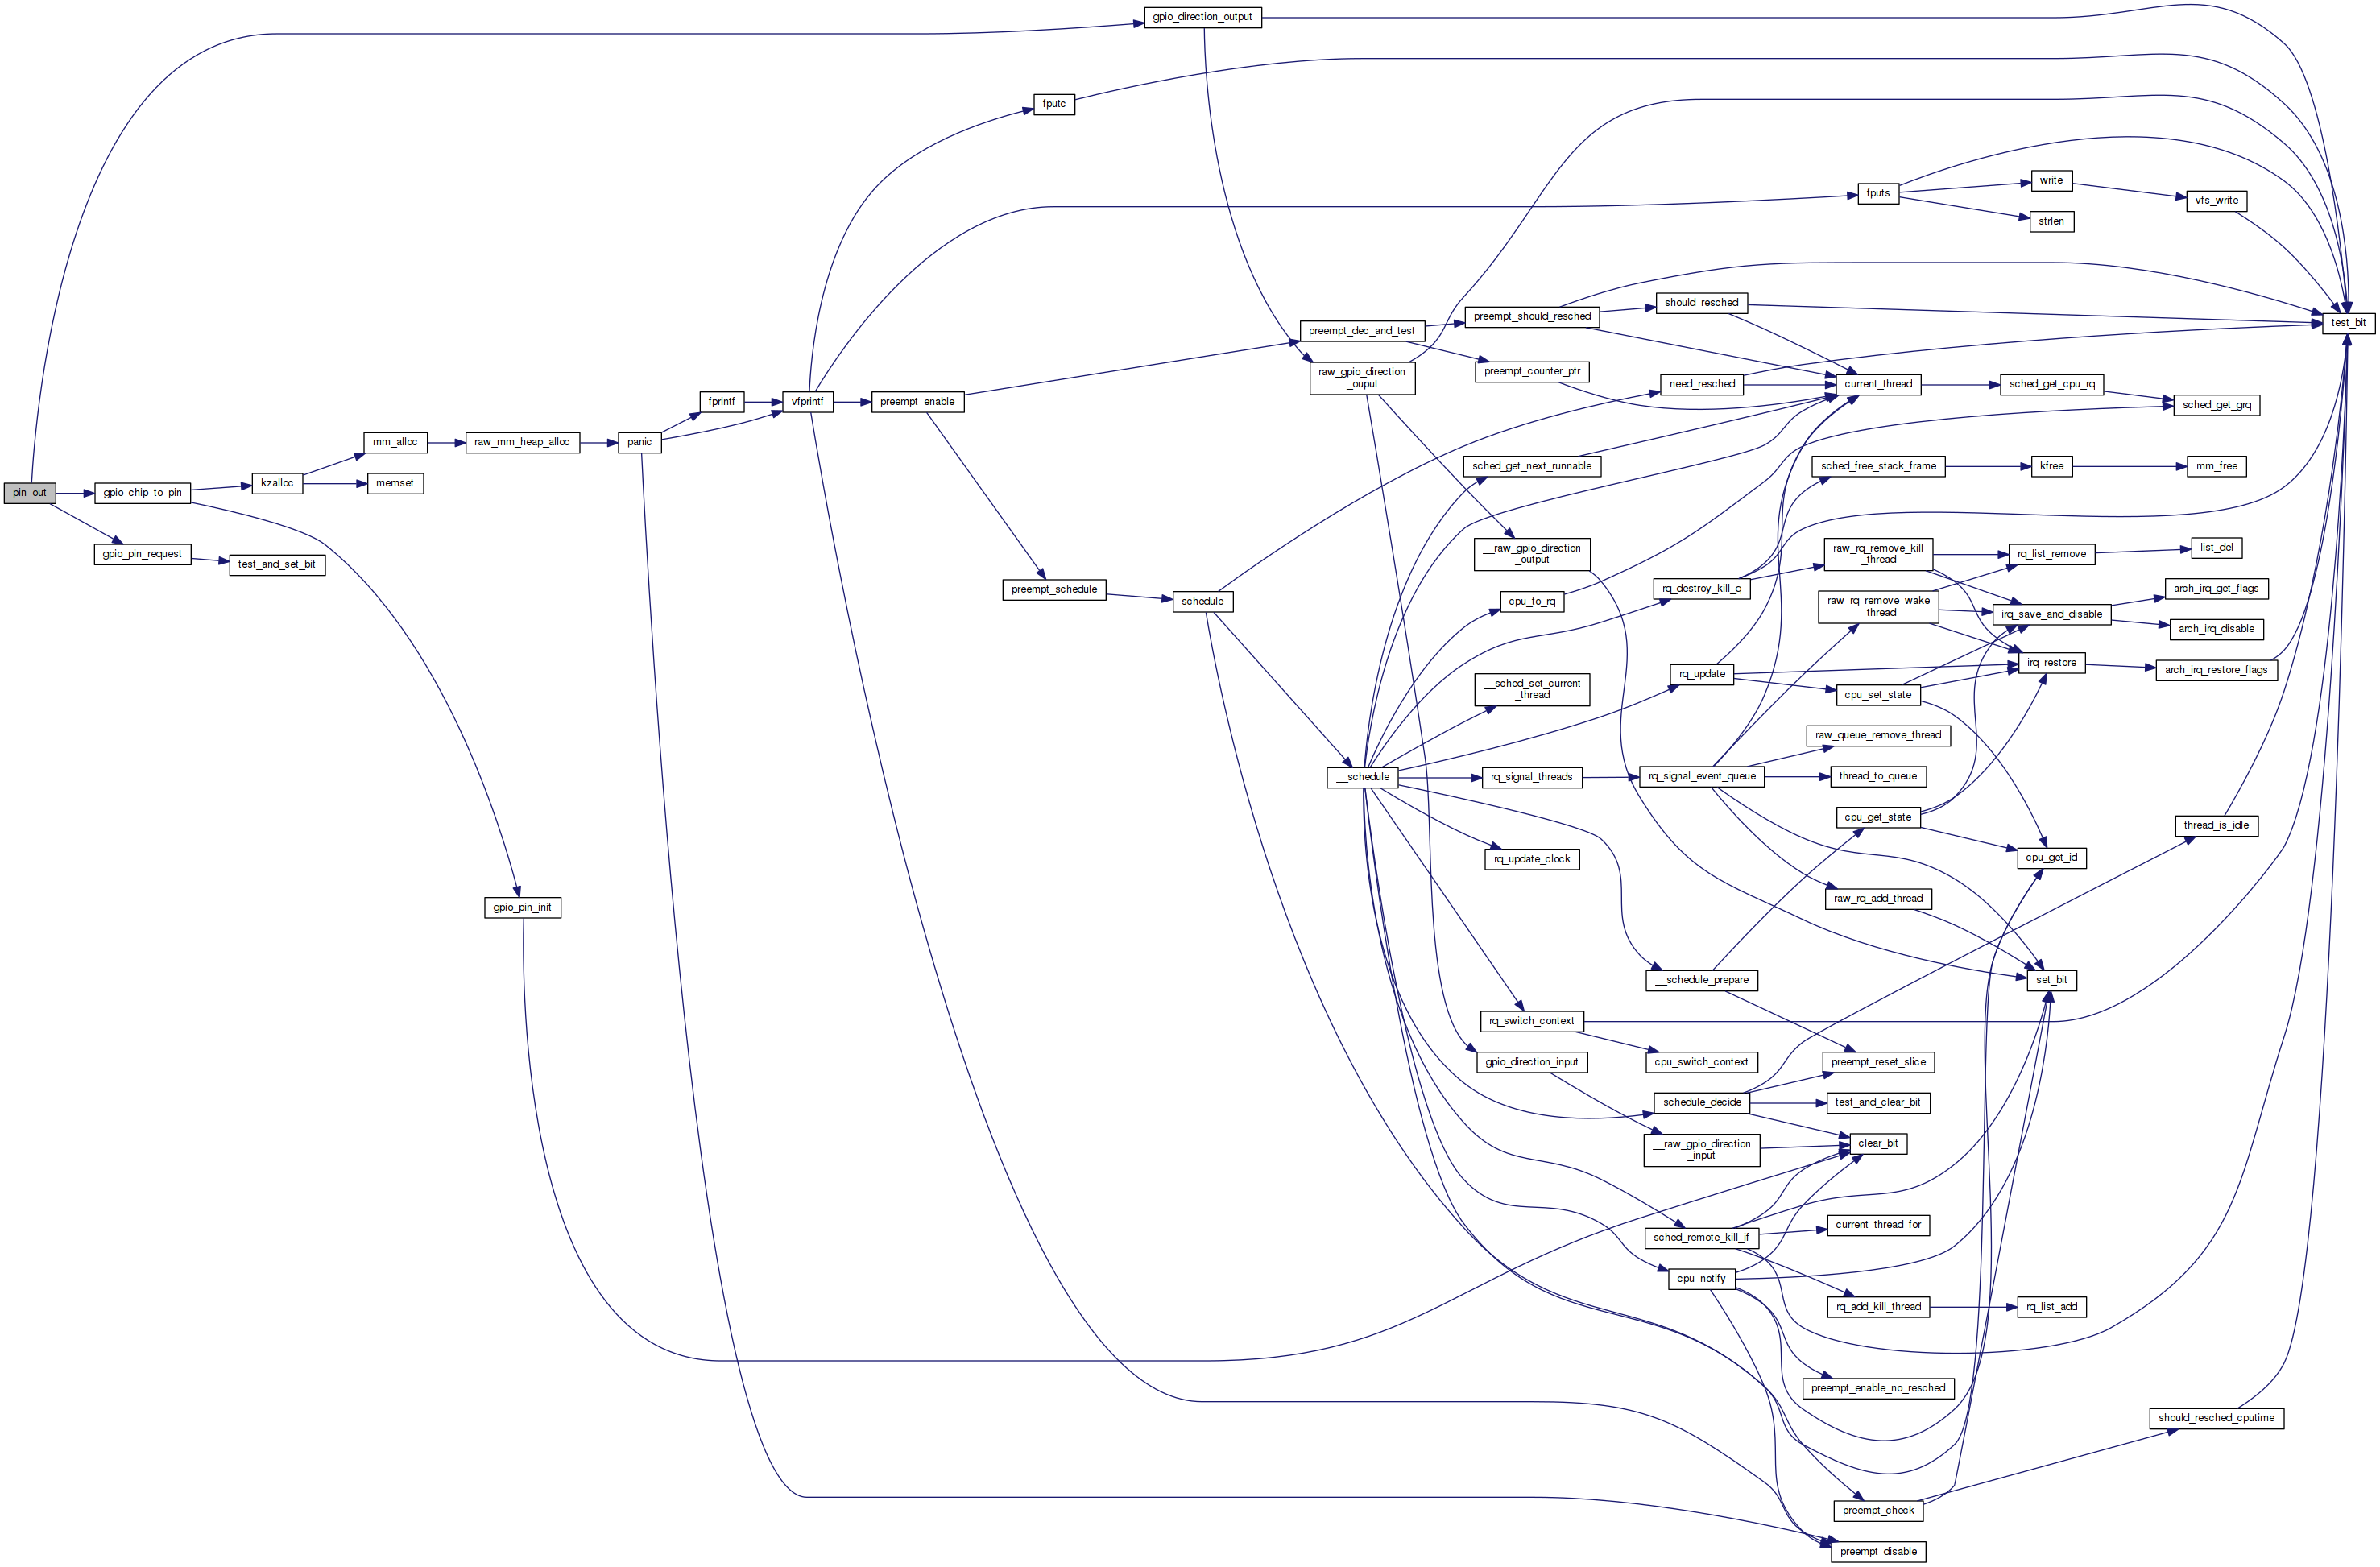 gpio_direction_output
fputc
fputs
write
vfs_write
strlen
should_resched
preempt_should_resched
preempt_dec_and_test
test_bit
raw_gpio_direction
_ouput
preempt_counter_ptr
need_resched
current_thread
sched_get_cpu_rq
sched_get_grq
fprintf
vfprintf
preempt_enable
mm_alloc
raw_mm_heap_alloc
panic
sched_get_next_runnable
sched_free_stack_frame
kfree
mm_free
kzalloc
memset
pin_out
gpio_chip_to_pin
gpio_pin_request
test_and_set_bit
__raw_gpio_direction
_output
raw_rq_remove_kill
_thread
rq_list_remove
list_del
preempt_schedule
schedule
cpu_to_rq
rq_destroy_kill_q
raw_rq_remove_wake
_thread
irq_save_and_disable
arch_irq_get_flags
arch_irq_disable
irq_restore
arch_irq_restore_flags
rq_update
__sched_set_current
_thread
cpu_set_state
raw_queue_remove_thread
__schedule
rq_signal_threads
rq_signal_event_queue
thread_to_queue
cpu_get_state
thread_is_idle
rq_update_clock
cpu_get_id
gpio_pin_init
raw_rq_add_thread
__schedule_prepare
set_bit
rq_switch_context
gpio_direction_input
cpu_switch_context
preempt_reset_slice
schedule_decide
test_and_clear_bit
__raw_gpio_direction
_input
clear_bit
current_thread_for
sched_remote_kill_if
cpu_notify
rq_add_kill_thread
rq_list_add
preempt_enable_no_resched
should_resched_cputime
preempt_check
preempt_disable